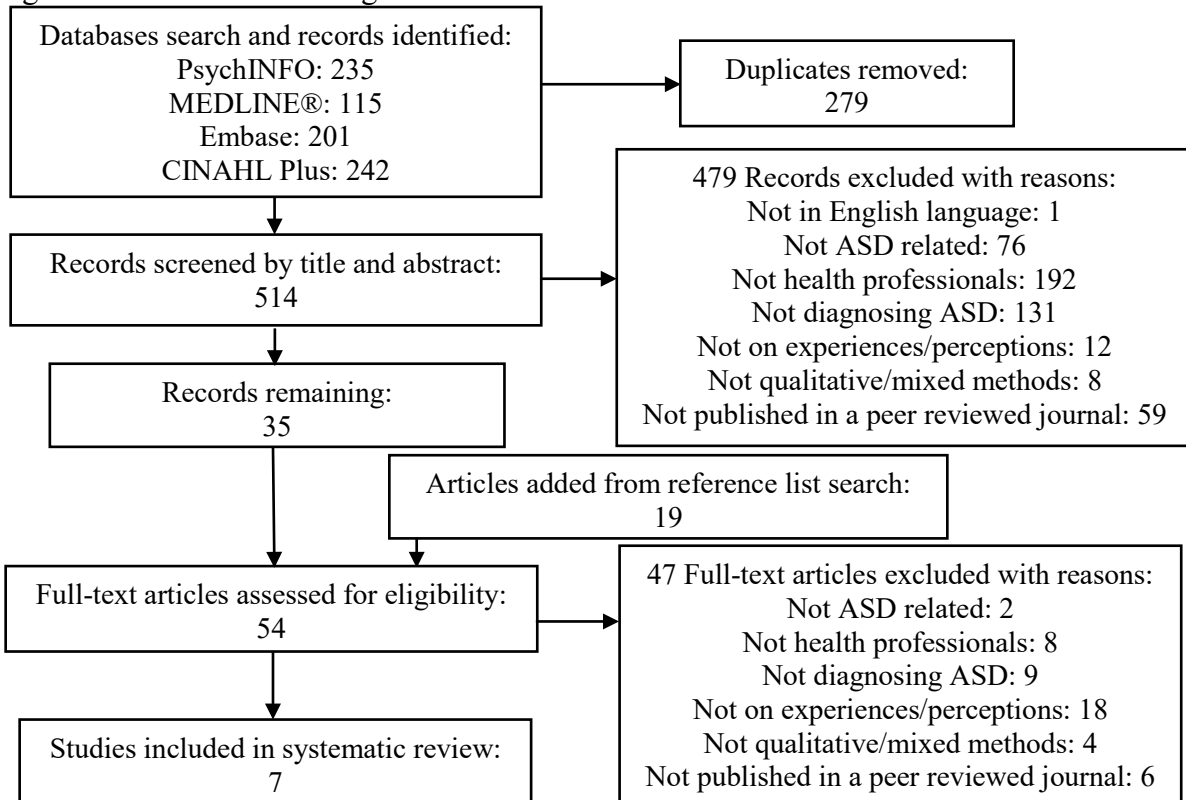 Databases search and records identified:
PsychINFO: 235
MEDLINE®: 115
Embase: 201
CINAHL Plus: 242
Duplicates removed:
279
Records screened by title and abstract:
514
479 Records excluded with reasons:
Not in English language: 1
Not ASD related: 76
Not health professionals: 192
Not diagnosing ASD: 131
Not on experiences/perceptions: 12
Not qualitative/mixed methods: 8
Not published in a peer reviewed journal: 59
Records remaining:
35
Articles added from reference list search:
19
Full-text articles assessed for eligibility:
54
47 Full-text articles excluded with reasons:
Not ASD related: 2
Not health professionals: 8
Not diagnosing ASD: 9
Not on experiences/perceptions: 18
Not qualitative/mixed methods: 4
Not published in a peer reviewed journal: 6
Studies included in systematic review:
7